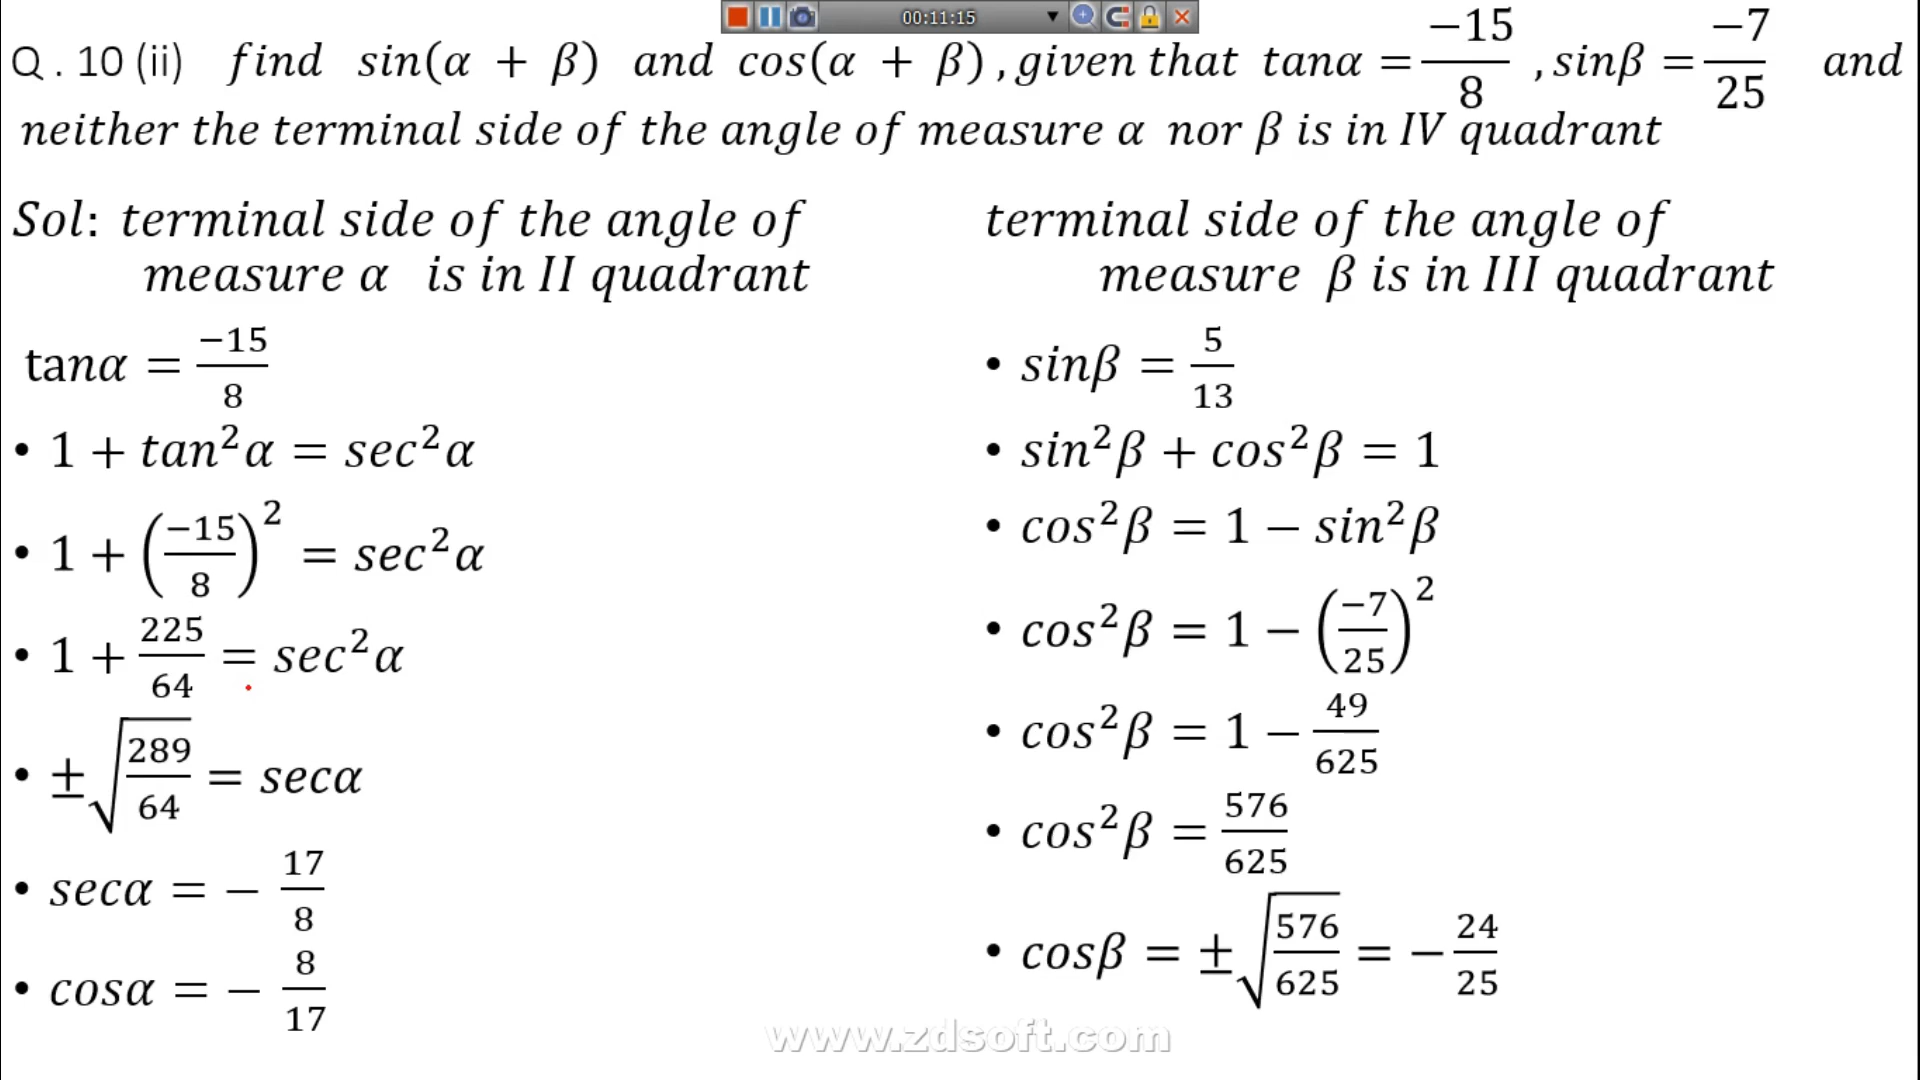 00:11:15
Q . 10 (ii) find sin(α + β) and cos(α + β) , given that tanα = −15/8 , sinβ = −7/25 and
neither the terminal side of the angle of measure α nor β is in IV quadrant
Sol: terminal side of the angle of
measure α is in II quadrant
tanα = −15/8
• 1 + tan²α = sec²α
• 1 + (−15/8)² = sec²α
• 1 + 225/64 = sec²α
• ±√(289/64) = secα
• secα = − 17/8
• cosα = − 8/17
terminal side of the angle of
measure β is in III quadrant
• sinβ = 5/13
• sin²β + cos²β = 1
• cos²β = 1 − sin²β
• cos²β = 1 − (−7/25)²
• cos²β = 1 − 49/625
• cos²β = 576/625
• cosβ = ±√(576/625) = − 24/25
www.zdsoft.com